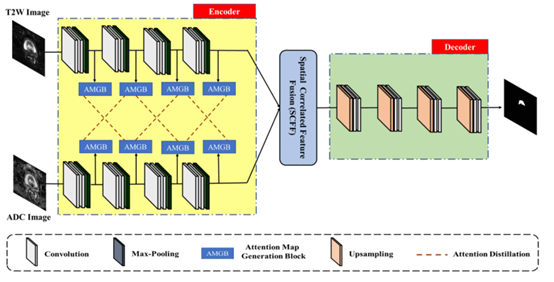 T2W Image
Encoder
Decoder
AMGB
AMGB
AMGB
AMGB
AMGB
AMGB
AMGB
AMGB
Spatial Correlated Feature
Fusion (SCFF)
ADC Image
Convolution
Max-Pooling
AMGB
Attention Map
Generation Block
Upsampling
Attention Distillation